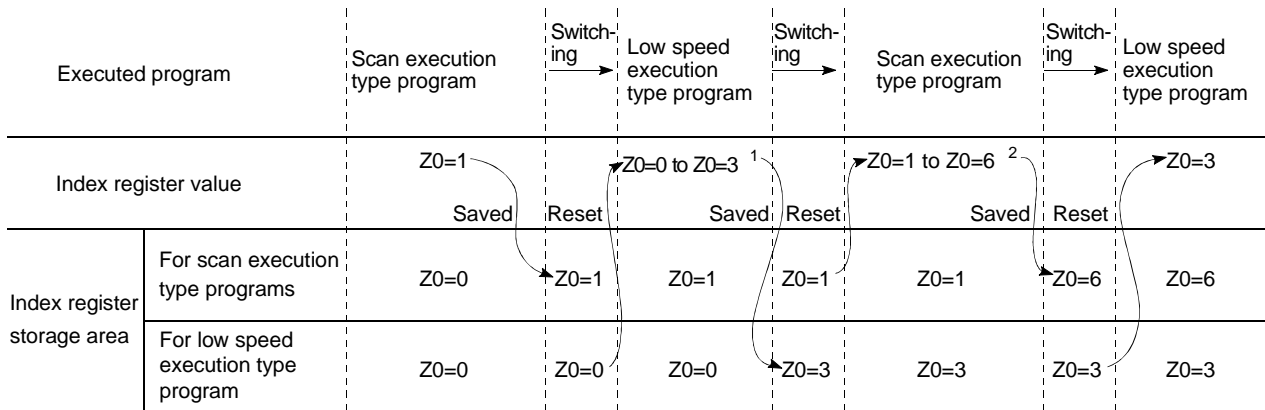 Executed program
Scan execution
type program
Switch-
ing
Low speed
execution
type program
Switch-
ing
Scan execution
type program
Switch-
ing
Low speed
execution
type program
Index register value
Z0=1
Z0=0 to Z0=3 1
Z0=1 to Z0=6 2
Z0=3
Saved
Reset
Saved
Reset
Saved
Reset
Index register
storage area
For scan execution
type programs
Z0=0
Z0=1
Z0=1
Z0=1
Z0=1
Z0=6
Z0=6
For low speed
execution type
program
Z0=0
Z0=0
Z0=0
Z0=3
Z0=3
Z0=3
Z0=3